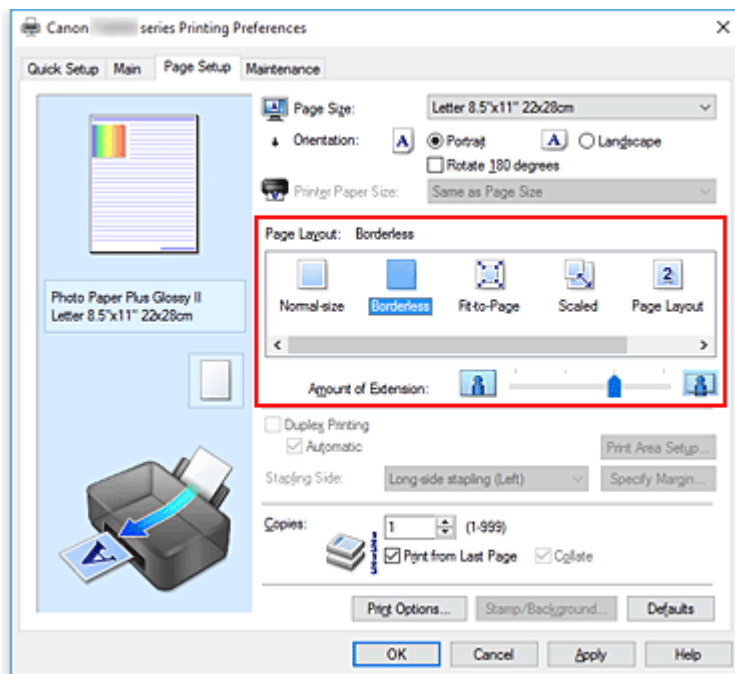 Canon series Printing Preferences
Quick Setup Main Page Setup Maintenance
Page Size: Letter 8.5"x11" 22x28cm
Orientation: A Portrait A Landscape
Rotate 180 degrees
Printer Paper Size: Same as Page Size
Page Layout: Borderless
Normal-size Borderless Fit-to-Page Scaled 2 Page Layout
Photo Paper Plus Glossy II
Letter 8.5"x11" 22x28cm
Amount of Extension:
Duplex Printing
Automatic Print Area Setup...
Stapling Side: Long-side stapling (Left) Specify Margin...
Copies: 1 (1-999)
Print from Last Page Collate
Print Options... Stamp/Background... Defaults
OK Cancel Apply Help